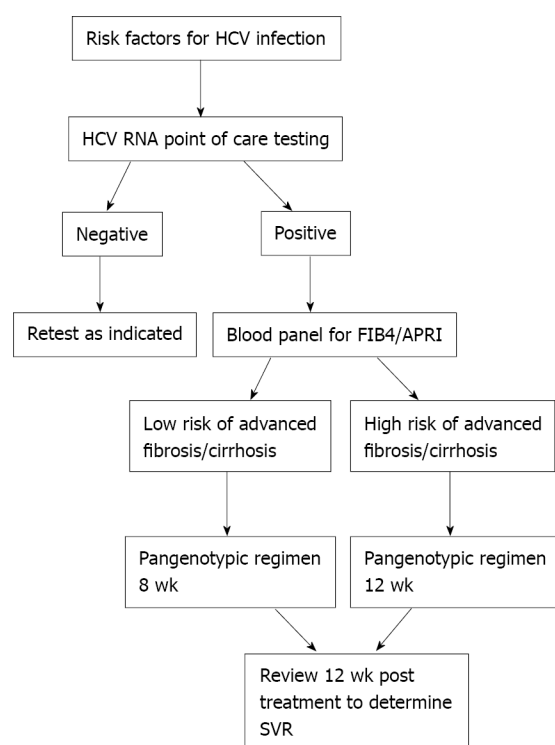 Risk factors for HCV infection
HCV RNA point of care testing
Negative
Positive
Retest as indicated
Blood panel for FIB4/APRI
Low risk of advanced
fibrosis/cirrhosis
High risk of advanced
fibrosis/cirrhosis
Pangenotypic regimen
8 wk
Pangenotypic regimen
12 wk
Review 12 wk post
treatment to determine
SVR